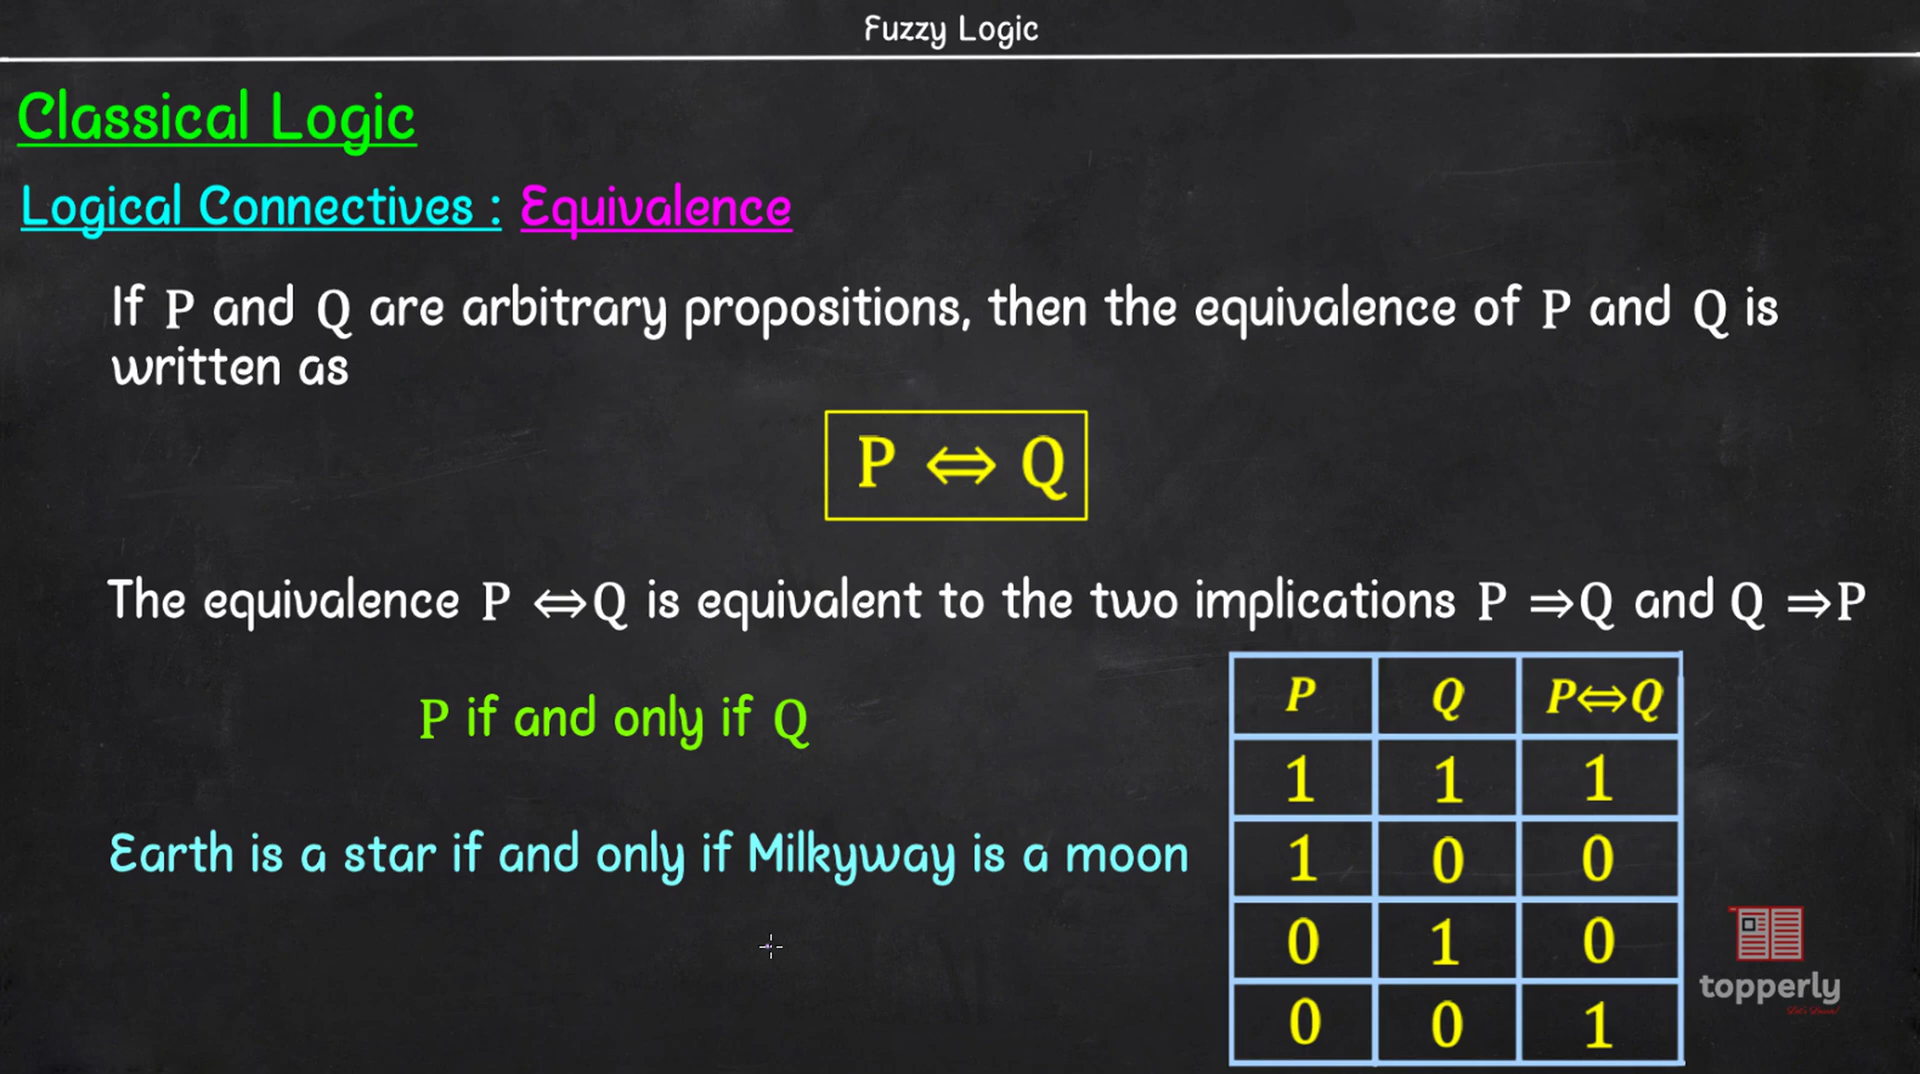 Fuzzy Logic
Classical Logic
Logical Connectives : Equivalence
If P and Q are arbitrary propositions, then the equivalence of P and Q is
written as
P ⇔ Q
The equivalence P ⇔Q is equivalent to the two implications P ⇒Q and Q ⇒P
P if and only if Q
Earth is a star if and only if Milkyway is a moon
P Q P⇔Q
1 1 1
1 0 0
0 1 0
0 0 1
topperly
Let's Learn!